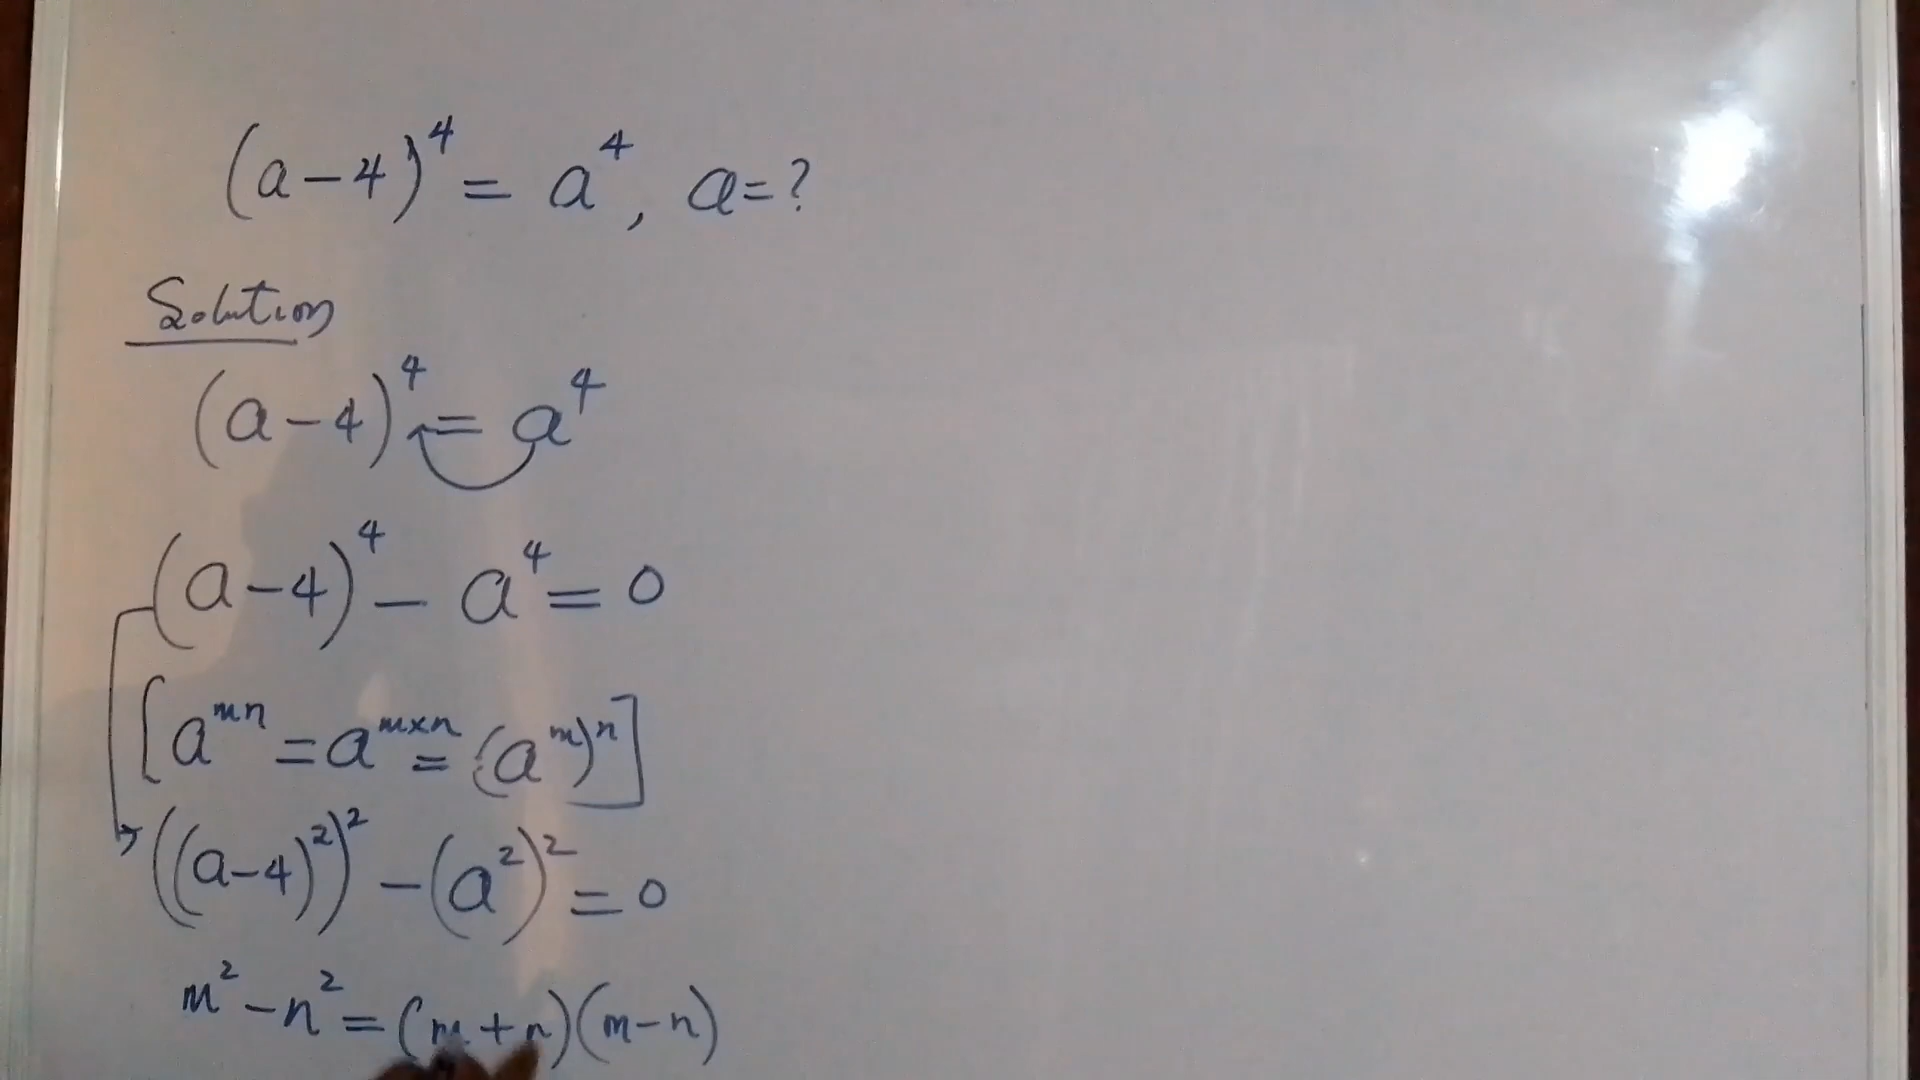 (a-4)⁴ = a⁴, a=?
Solution
(a-4)⁴ = a⁴
(a-4)⁴ - a⁴ = 0
[a^{mn} = a^{m×n} = (a^m)^n]
((a-4)²)² - (a²)² = 0
m² - n² = (m+n)(m-n)